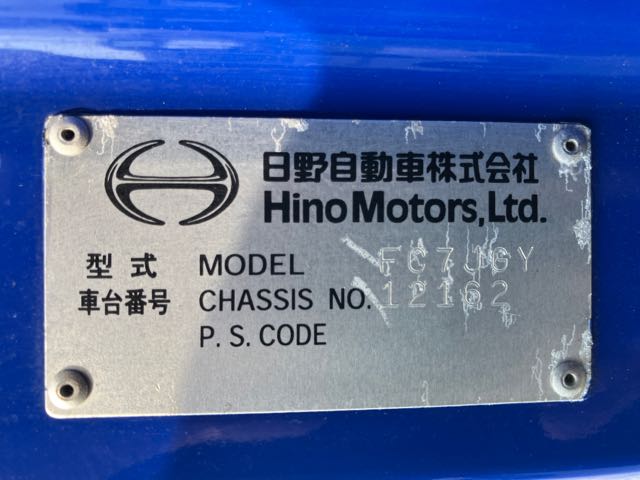 日野自動車株式会社
Hino Motors, Ltd.
型式 MODEL FC7JGY
車台番号 CHASSIS NO. 12162
P.S. CODE